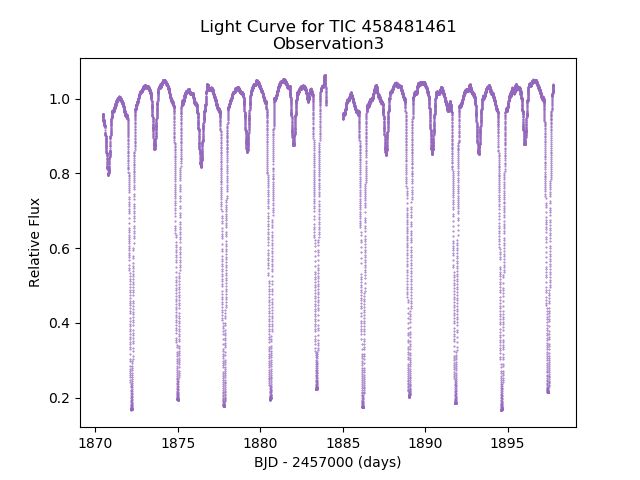 Light Curve for TIC 458481461
Observation3
Relative Flux
1.0
0.8
0.6
0.4
0.2
1870
1875
1880
1885
1890
1895
BJD - 2457000 (days)